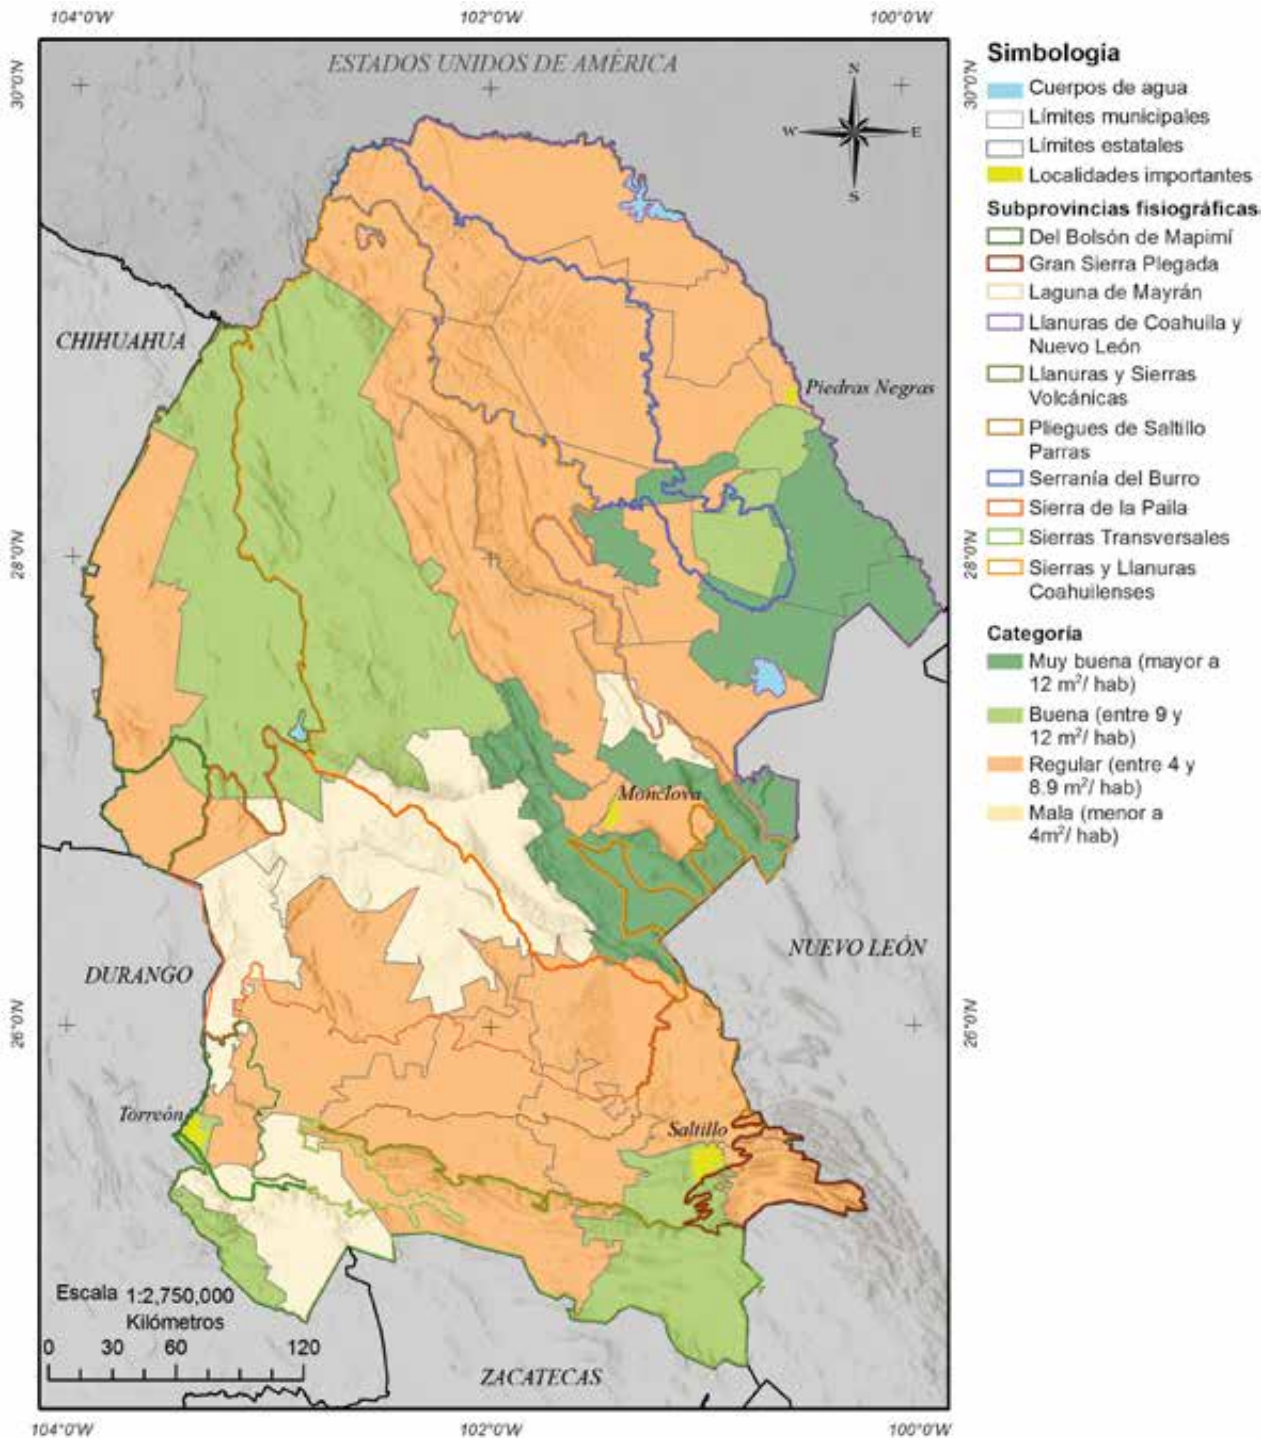 104°0'W 102°0'W 100°0'W
30°0'N
30°0'N
ESTADOS UNIDOS DE AMÉRICA
N
W E
S
CHIHUAHUA
Piedras Negras
28°0'N
28°0'N
Monclova
NUEVO LEÓN
DURANGO
26°0'N
26°0'N
Torreón
Saltillo
Escala 1:2,750,000
Kilómetros
0 30 60 120
ZACATECAS
104°0'W 102°0'W 100°0'W
Simbología
Cuerpos de agua
Límites municipales
Límites estatales
Localidades importantes
Subprovincias fisiográficas
Del Bolsón de Mapimí
Gran Sierra Plegada
Laguna de Mayrán
Llanuras de Coahuila y
Nuevo León
Llanuras y Sierras
Volcánicas
Pliegues de Saltillo
Parras
Serranía del Burro
Sierra de la Paila
Sierras Transversales
Sierras y Llanuras
Coahuilenses
Categoría
Muy buena (mayor a
12 m²/ hab)
Buena (entre 9 y
12 m²/ hab)
Regular (entre 4 y
8.9 m²/ hab)
Mala (menor a
4m²/ hab)